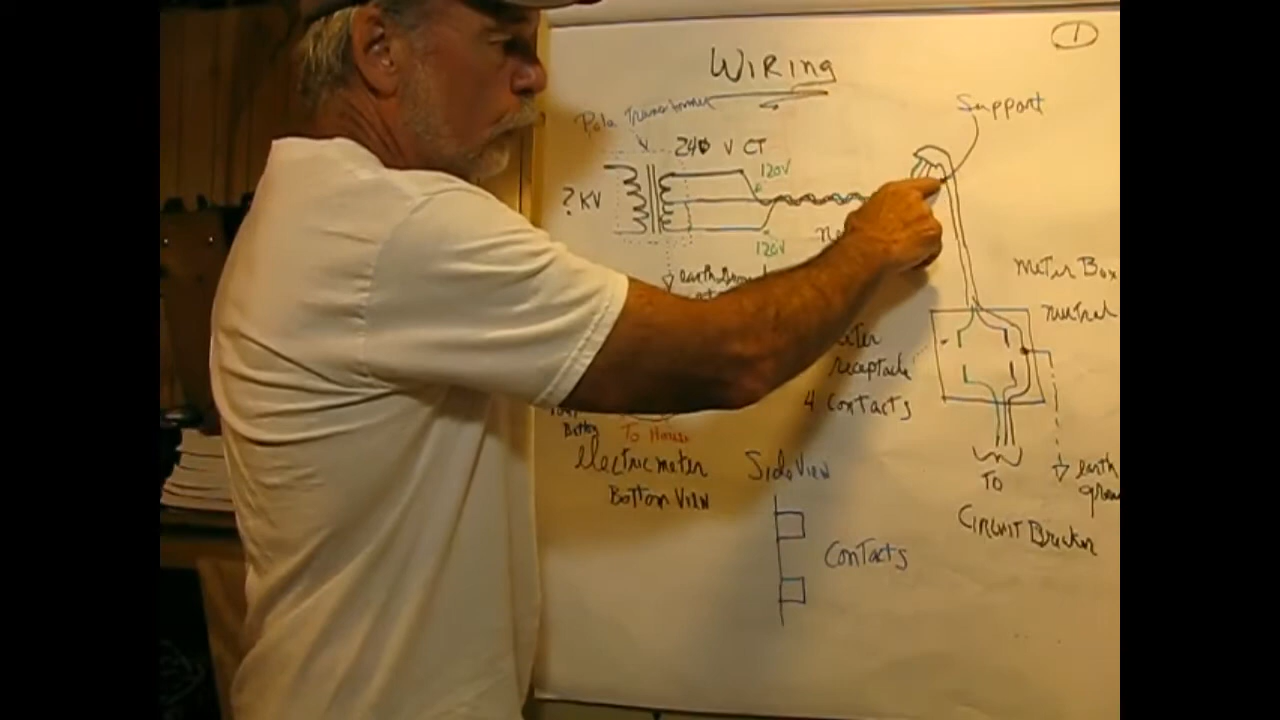 1
WIRING
Support
Pole Transformer
240 V CT
120V
? KV
120V
earth
Meter Box
neutral
receptacle
4 Contacts
To House
Electric meter
Side View
Bottom View
To
earth
Circuit Breaker
Contacts